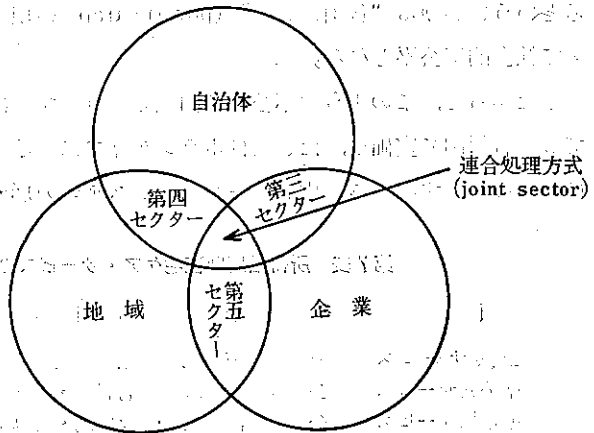 自治体
連合処理方式
(joint sector)
第四
セクター
第三
セクター
地域
企業
第五
セクター